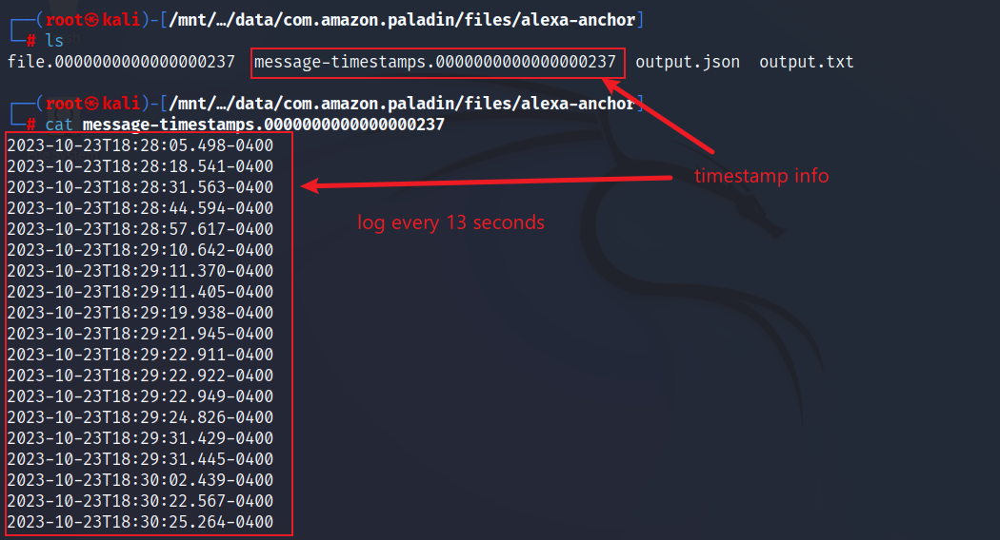 ┌──(root㉿kali)-[/mnt/…/data/com.amazon.paladin/files/alexa-anchor]
└─# ls
file.0000000000000000237 message-timestamps.0000000000000000237 output.json output.txt
┌──(root㉿kali)-[/mnt/…/data/com.amazon.paladin/files/alexa-anchor]
└─# cat message-timestamps.0000000000000000237
2023-10-23T18:28:05.498-0400
2023-10-23T18:28:18.541-0400
2023-10-23T18:28:31.563-0400
2023-10-23T18:28:44.594-0400
2023-10-23T18:28:57.617-0400
2023-10-23T18:29:10.642-0400
2023-10-23T18:29:11.370-0400
2023-10-23T18:29:11.405-0400
2023-10-23T18:29:19.938-0400
2023-10-23T18:29:21.945-0400
2023-10-23T18:29:22.911-0400
2023-10-23T18:29:22.922-0400
2023-10-23T18:29:22.949-0400
2023-10-23T18:29:24.826-0400
2023-10-23T18:29:31.429-0400
2023-10-23T18:29:31.445-0400
2023-10-23T18:30:02.439-0400
2023-10-23T18:30:22.567-0400
2023-10-23T18:30:25.264-0400
timestamp info
log every 13 seconds